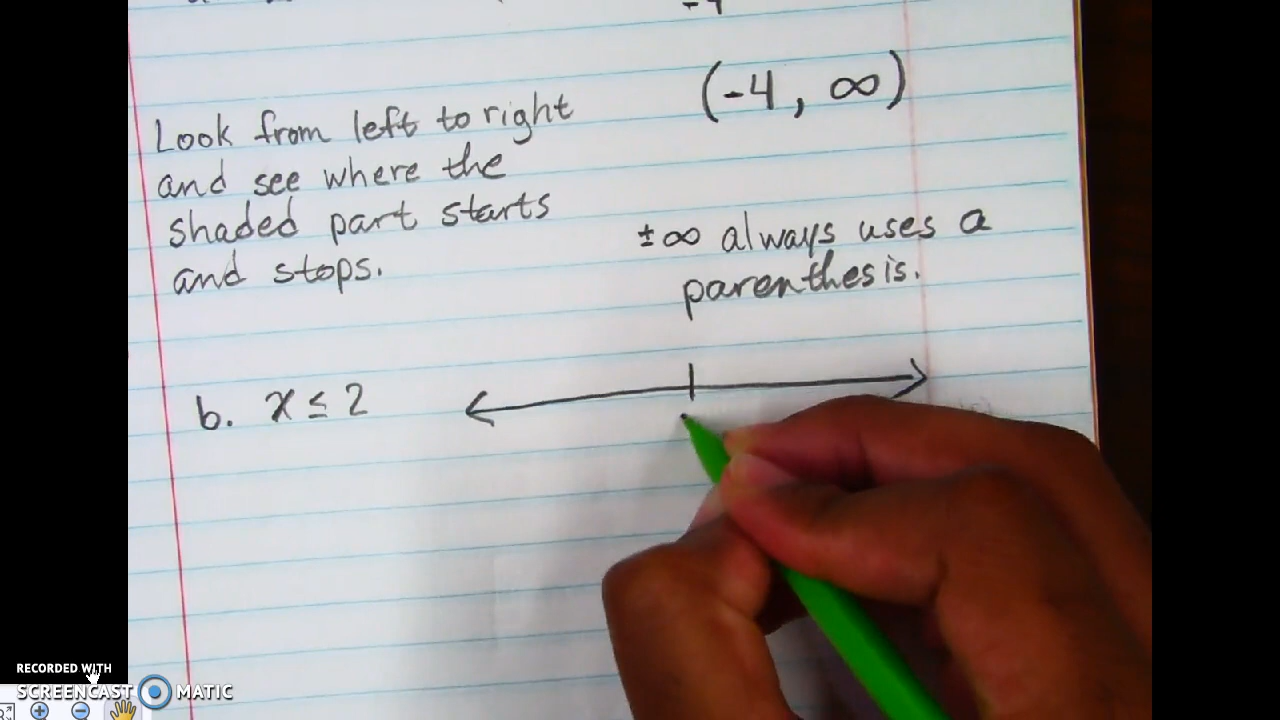 -4
(-4, ∞)
Look from left to right
and see where the
shaded part starts
and stops.
±∞ always uses a
parenthesis.
b. x ≤ 2
RECORDED WITH
SCREENCAST MATIC